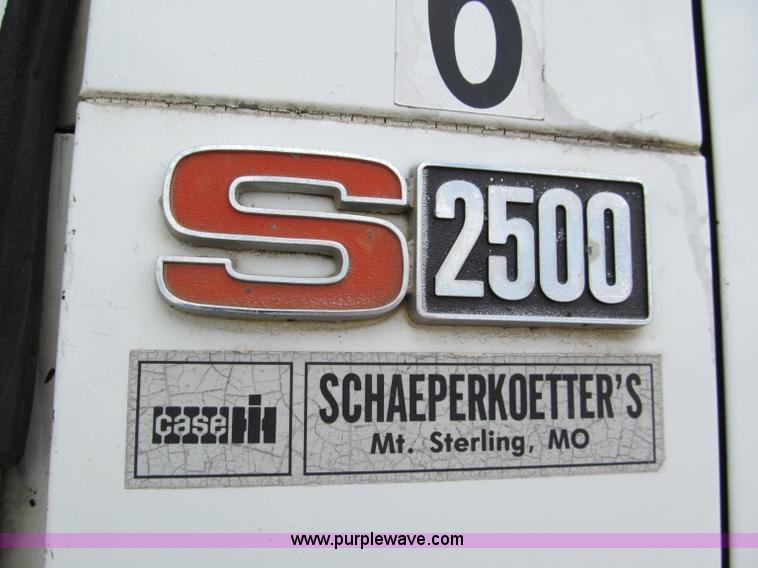 6
S 2500
case IH
SCHAEPERKOETTER'S
Mt. Sterling, MO
www.purplewave.com